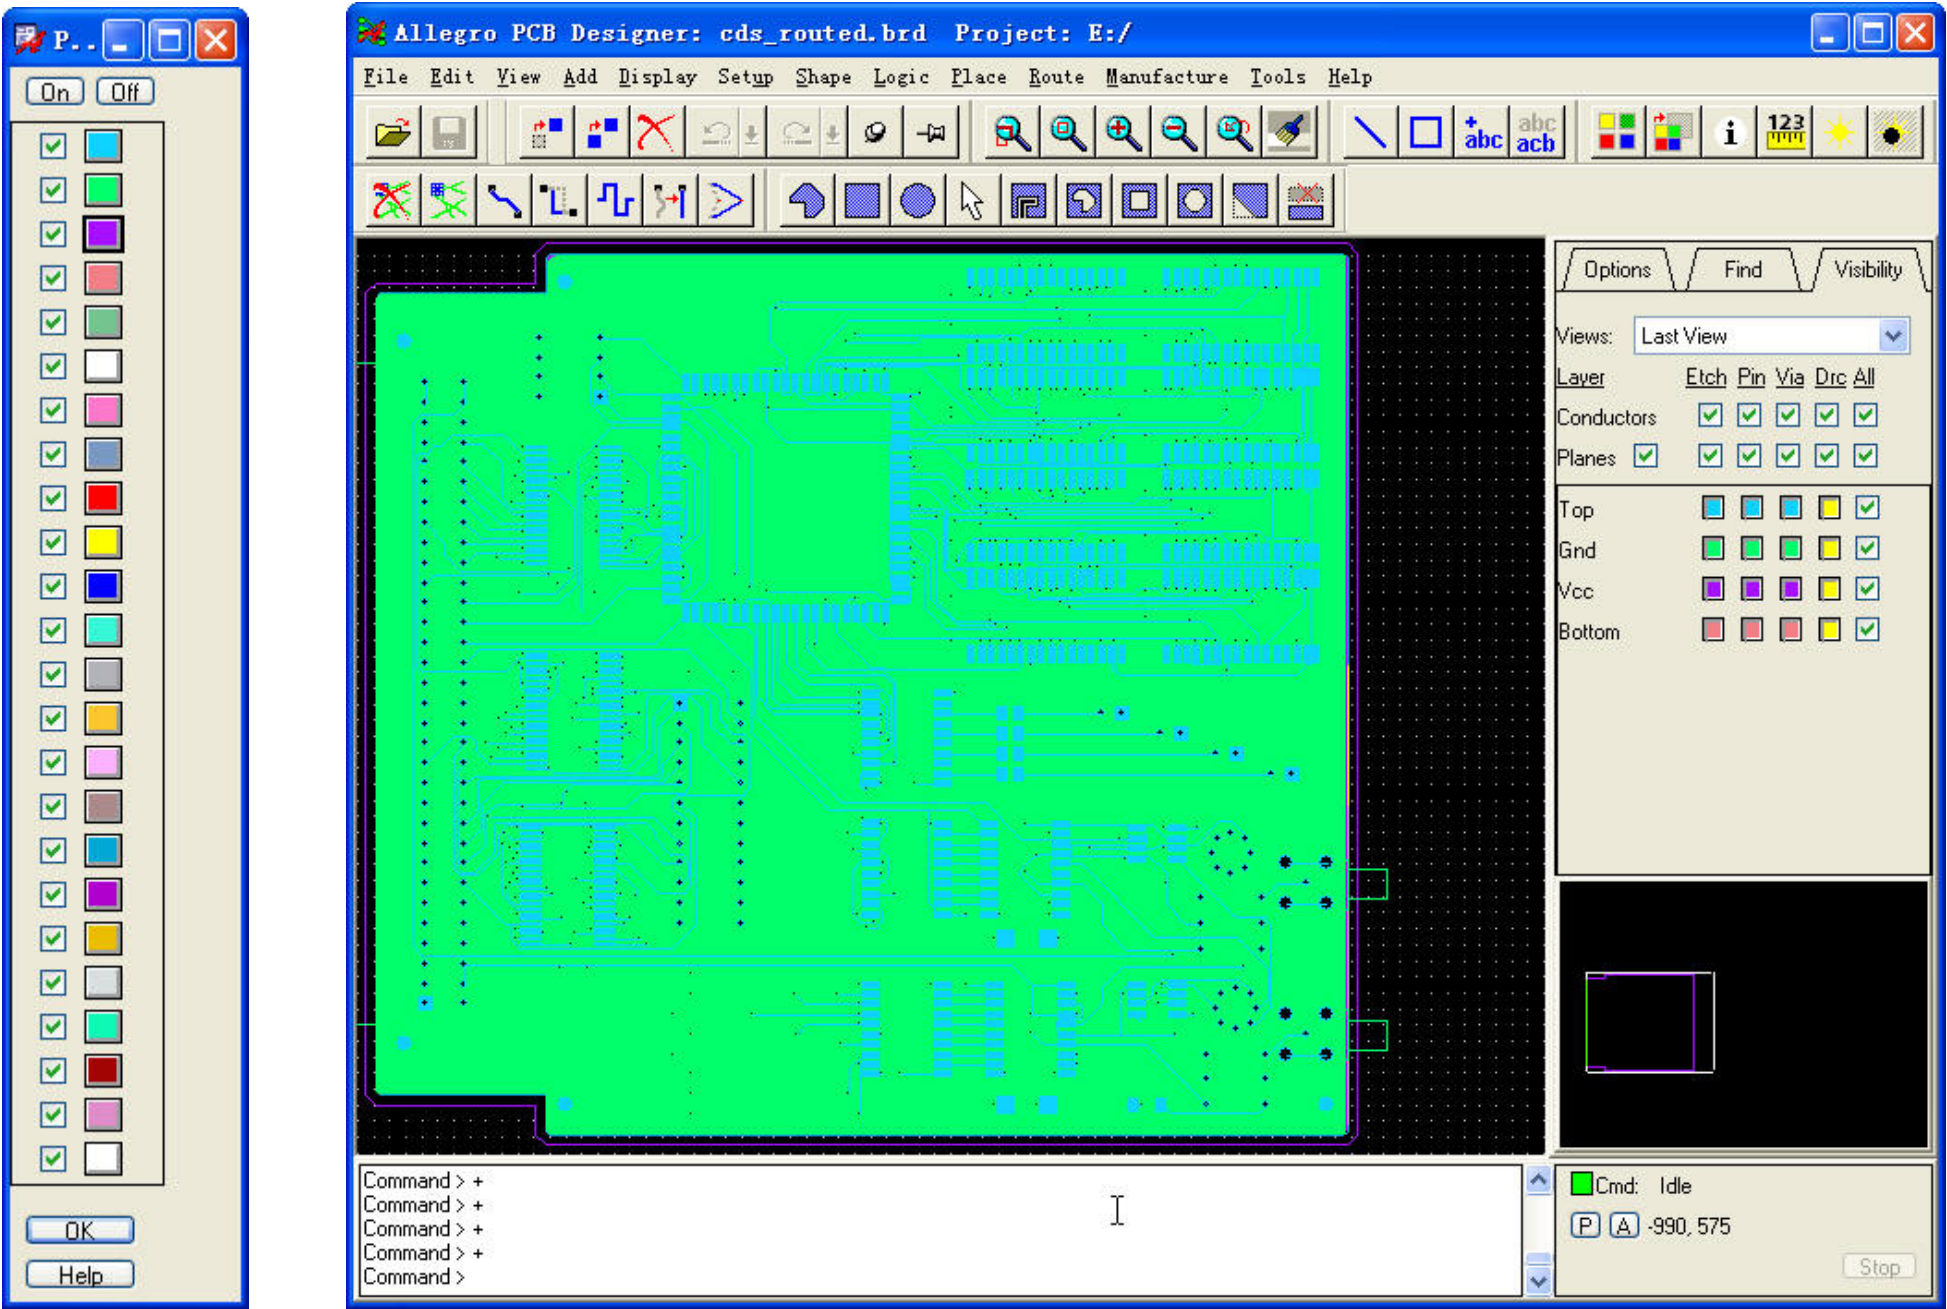 P..
On Off
OK
Help
Allegro PCB Designer: cds_routed.brd Project: E:/
File Edit View Add Display Setup Shape Logic Place Route Manufacture Tools Help
abc abc acb i 123
Options Find Visibility
Views: Last View
Layer Etch Pin Via Drc All
Conductors
Planes
Top
Gnd
Vcc
Bottom
Command > +
Command > +
Command > +
Command > +
Command >
Cmd: Idle
P A -990, 575
Stop